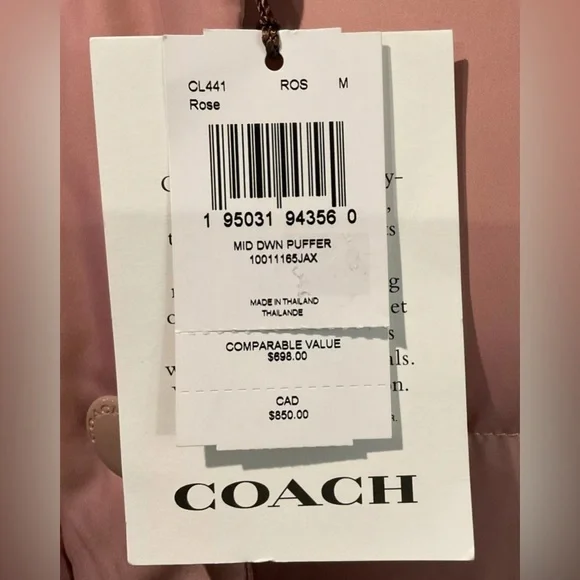 CL441 ROS M
Rose
1 95031 94356 0
MID DWN PUFFER
10011165JAX
MADE IN THAILAND
THAILANDE
COMPARABLE VALUE
$698.00
CAD
$850.00
COACH